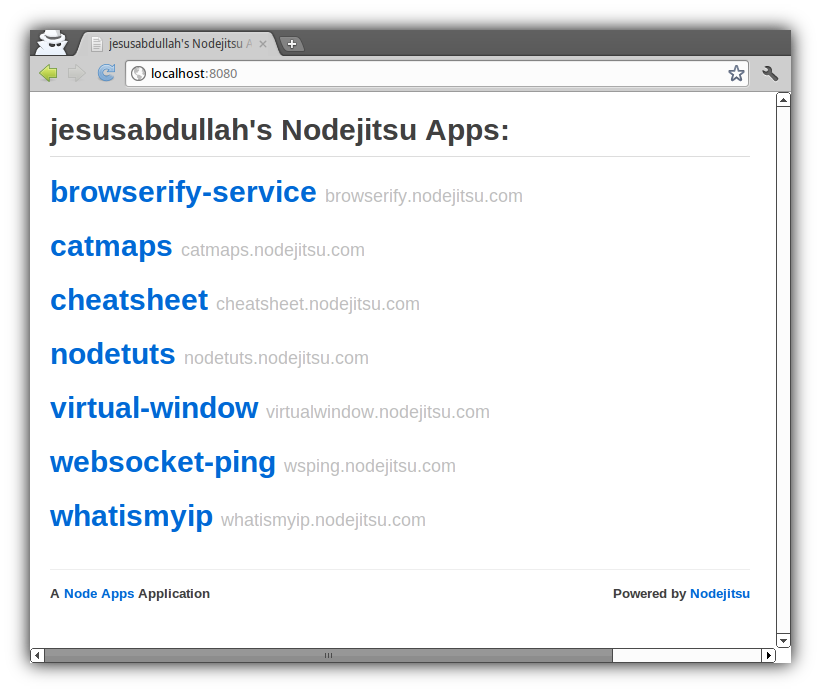 jesusabdullah's Nodejitsu A
localhost:8080
jesusabdullah's Nodejitsu Apps:
browserify-service browserify.nodejitsu.com
catmaps catmaps.nodejitsu.com
cheatsheet cheatsheet.nodejitsu.com
nodetuts nodetuts.nodejitsu.com
virtual-window virtualwindow.nodejitsu.com
websocket-ping wsping.nodejitsu.com
whatismyip whatismyip.nodejitsu.com
A Node Apps Application Powered by Nodejitsu